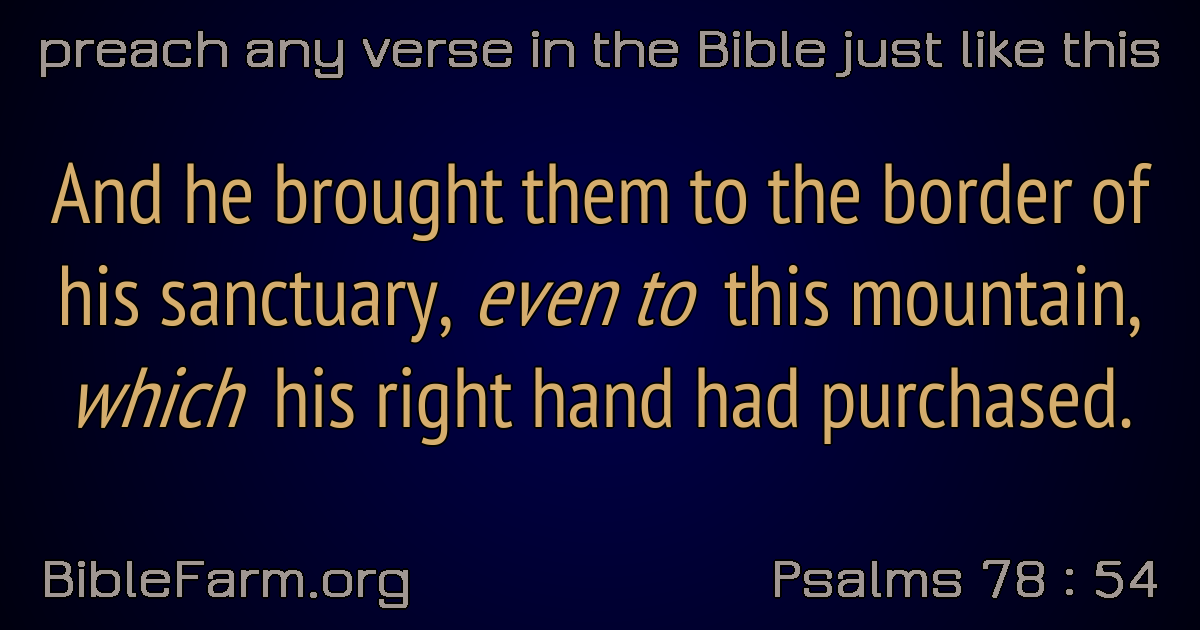 preach any verse in the Bible just like this
And he brought them to the border of
his sanctuary, even to this mountain,
which his right hand had purchased.
BibleFarm.org
Psalms 78 : 54